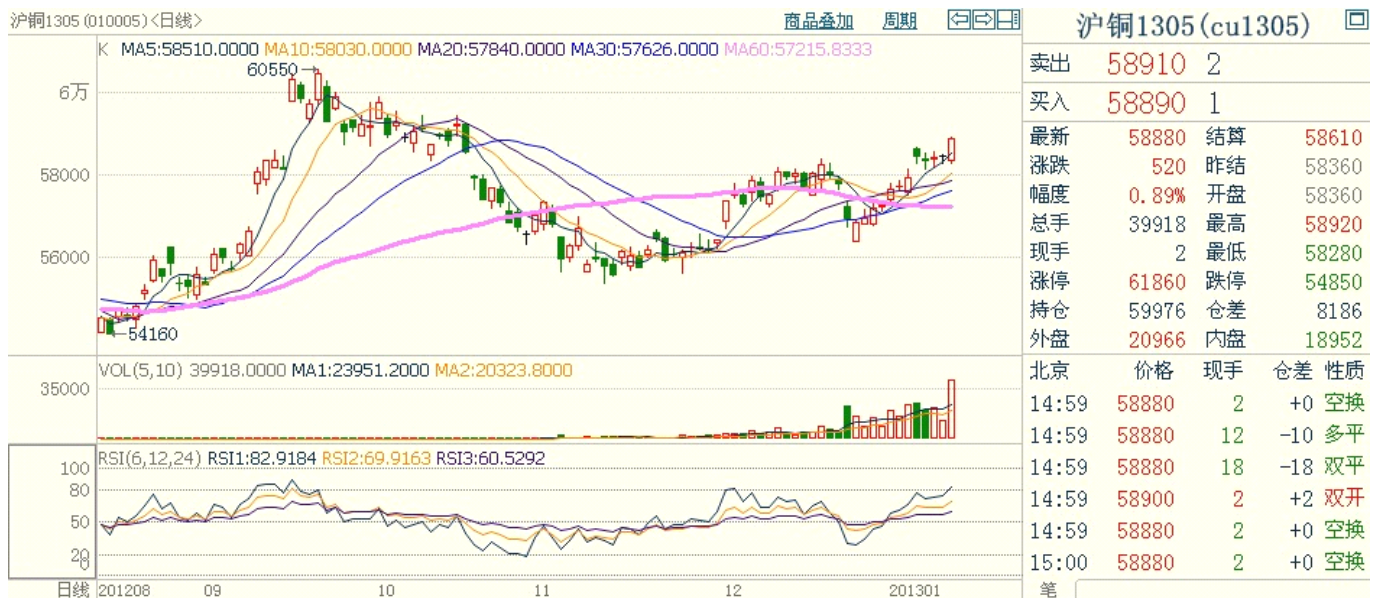 沪铜1305 (010005)<日线> 商品叠加 周期
K MA5:58510.0000 MA10:58030.0000 MA20:57840.0000 MA30:57626.0000 MA60:57215.8333
60550
6万
58000
56000
54160
VOL(5,10) 39918.0000 MA1:23951.2000 MA2:20323.8000
35000
RSI(6,12,24) RSI1:82.9184 RSI2:69.9163 RSI3:60.5292
100
80
50
20
0
日线 201208 09 10 11 12 201301
沪铜1305(cu1305)
卖出 58910 2
买入 58890 1
最新 58880 结算 58610
涨跌 520 昨结 58360
幅度 0.89% 开盘 58360
总手 39918 最高 58920
现手 2 最低 58280
涨停 61860 跌停 54850
持仓 59976 仓差 8186
外盘 20966 内盘 18952
北京 价格 现手 仓差 性质
14:59 58880 2 +0 空换
14:59 58880 12 -10 多平
14:59 58880 18 -18 双平
14:59 58900 2 +2 双开
14:59 58880 2 +0 空换
15:00 58880 2 +0 空换
笔